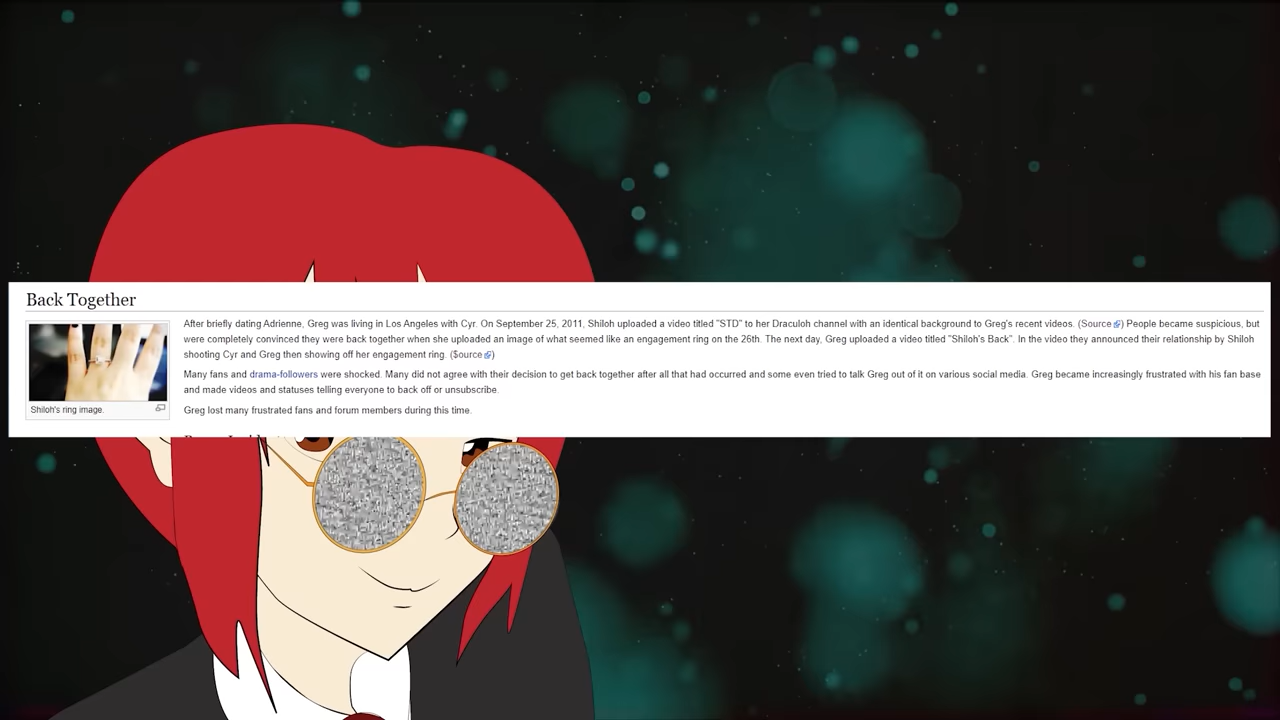 Back Together
After briefly dating Adrienne, Greg was living in Los Angeles with Cyr. On September 25, 2011, Shiloh uploaded a video titled "STD" to her Draculoh channel with an identical background to Greg's recent videos. (Source) People became suspicious, but
were completely convinced they were back together when she uploaded an image of what seemed like an engagement ring on the 26th. The next day, Greg uploaded a video titled "Shiloh's Back". In the video they announced their relationship by Shiloh
shooting Cyr and Greg then showing off her engagement ring. (Source)
Many fans and drama-followers were shocked. Many did not agree with their decision to get back together after all that had occurred and some even tried to talk Greg out of it on various social media. Greg became increasingly frustrated with his fan base
and made videos and statuses telling everyone to back off or unsubscribe.
Shiloh's ring image.
Greg lost many frustrated fans and forum members during this time.